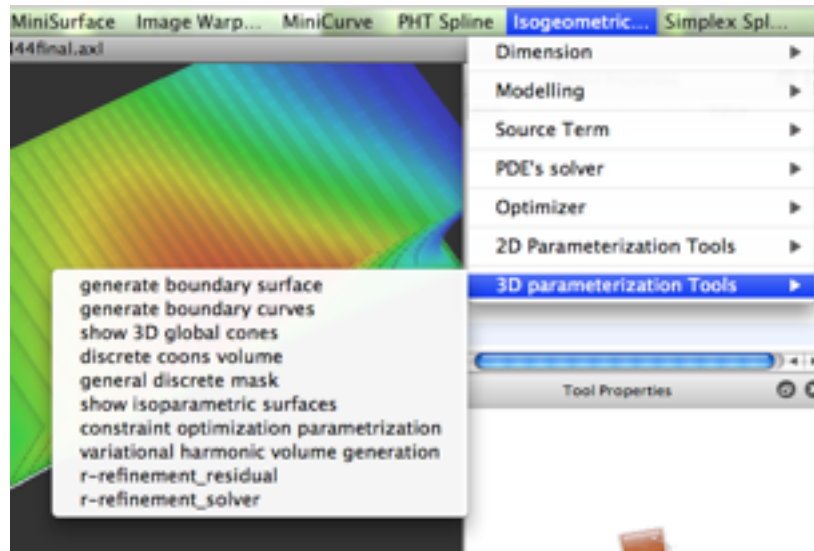 MiniSurface Image Warp... MiniCurve PHT Spline Isogeometric... Simplex Spl...
l44final.axl
Dimension
Modelling
Source Term
PDE's solver
Optimizer
2D Parameterization Tools
3D parameterization Tools
generate boundary surface
generate boundary curves
show 3D global cones
discrete coons volume
general discrete mask
show isoparametric surfaces
constraint optimization parametrization
variational harmonic volume generation
r-refinement_residual
r-refinement_solver
Tool Properties